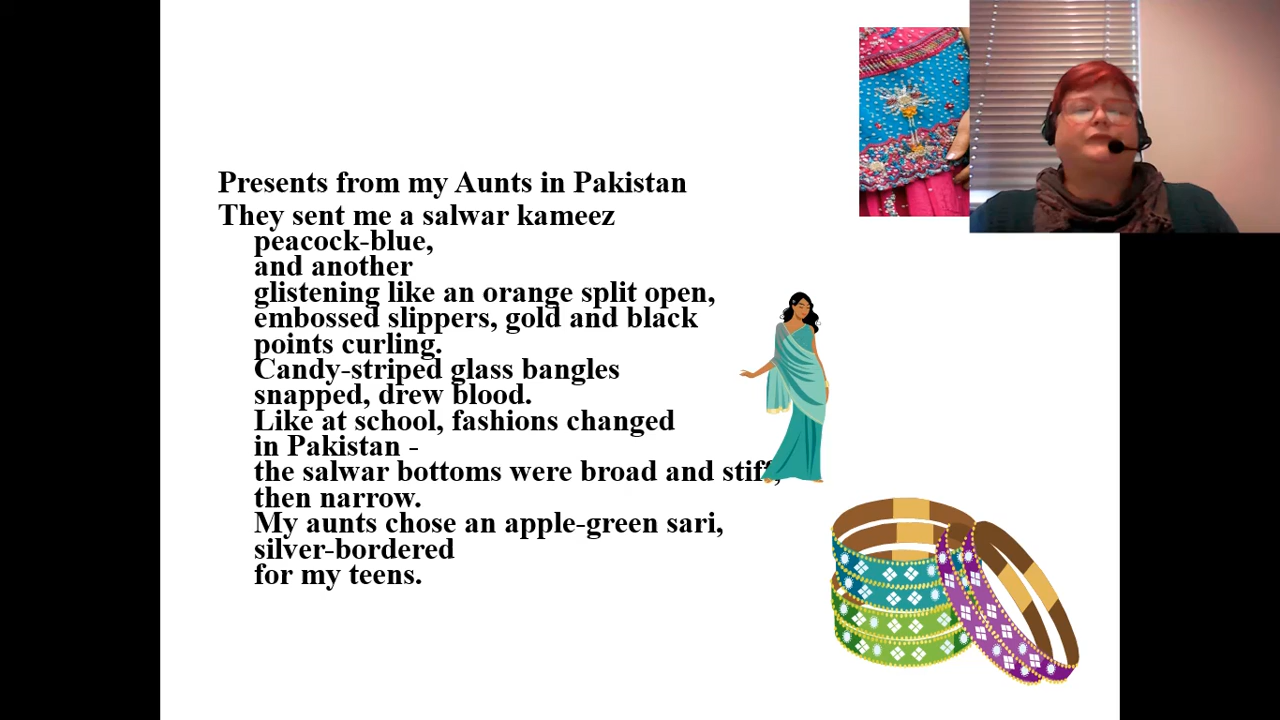 Presents from my Aunts in Pakistan
They sent me a salwar kameez
peacock-blue,
and another
glistening like an orange split open,
embossed slippers, gold and black
points curling.
Candy-striped glass bangles
snapped, drew blood.
Like at school, fashions changed
in Pakistan -
the salwar bottoms were broad and stiff,
then narrow.
My aunts chose an apple-green sari,
silver-bordered
for my teens.